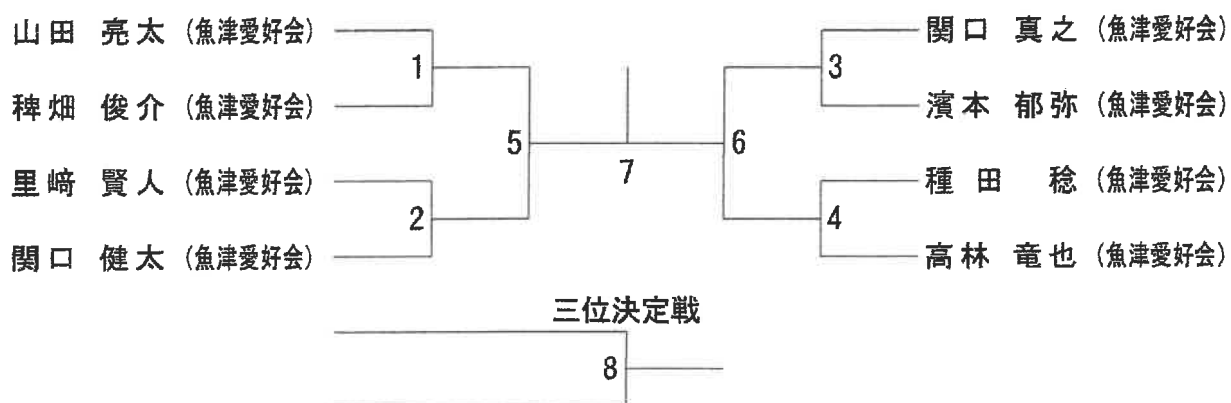 山田 亮太 (魚津愛好会)
稗畑 俊介 (魚津愛好会)
里﨑 賢人 (魚津愛好会)
関口 健太 (魚津愛好会)
1
2
5
7
6
3
4
関口 真之 (魚津愛好会)
濱本 郁弥 (魚津愛好会)
種田 稔 (魚津愛好会)
高林 竜也 (魚津愛好会)
三位決定戦
8